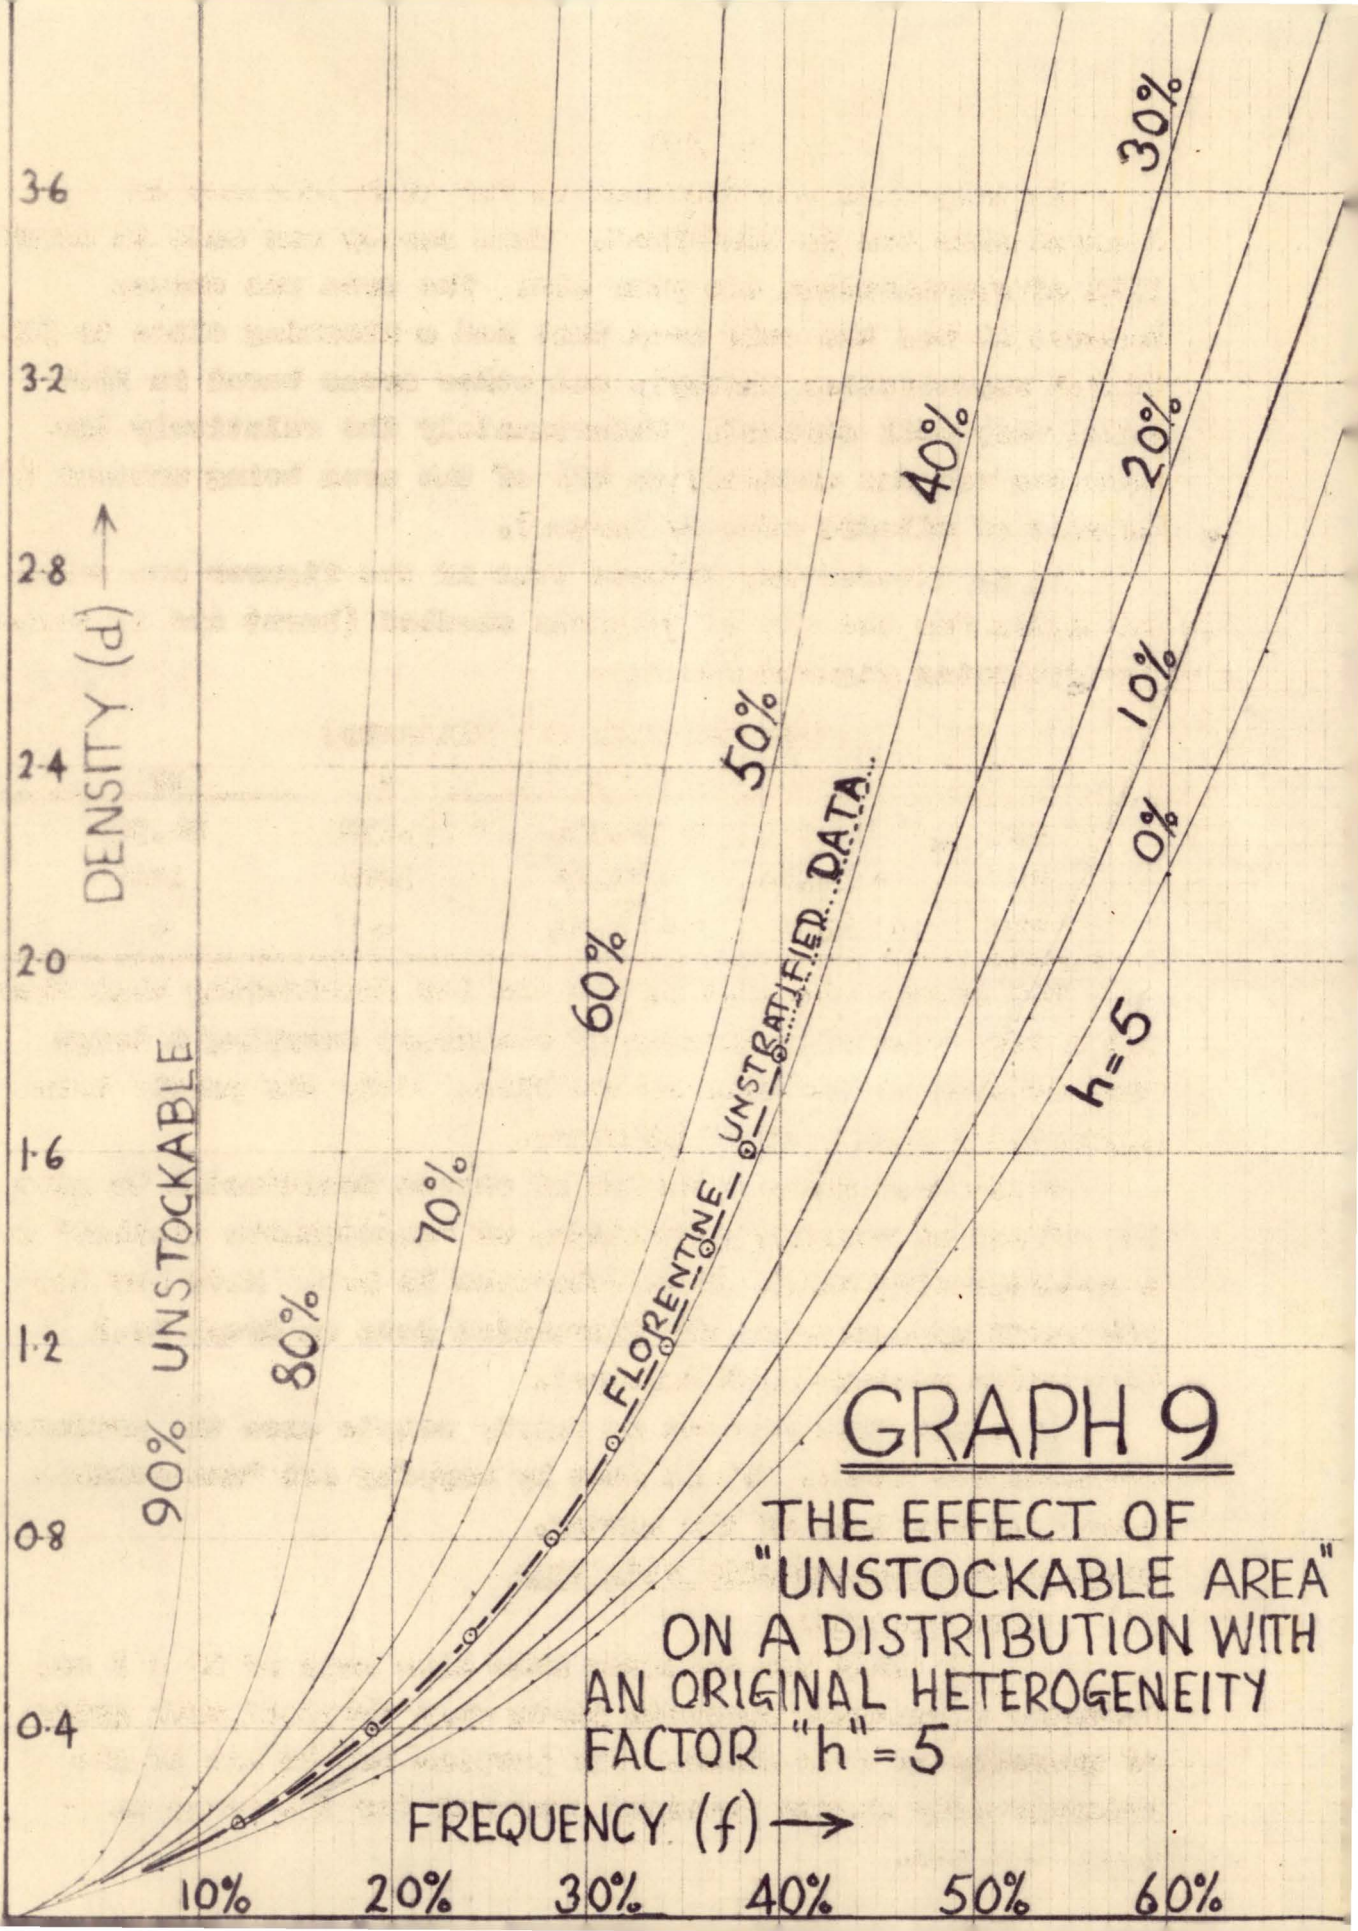 3·6
3·2
2·8
2·4
2·0
1·6
1·2
0·8
0·4
DENSITY (d) →
90% UNSTOCKABLE
80%
70%
60%
50%
40%
30%
20%
10%
0%
h=5
FLORENTINE UNSTRATIFIED DATA
GRAPH 9
THE EFFECT OF
"UNSTOCKABLE AREA"
ON A DISTRIBUTION WITH
AN ORIGINAL HETEROGENEITY
FACTOR "h" = 5
FREQUENCY (f) →
10% 20% 30% 40% 50% 60%